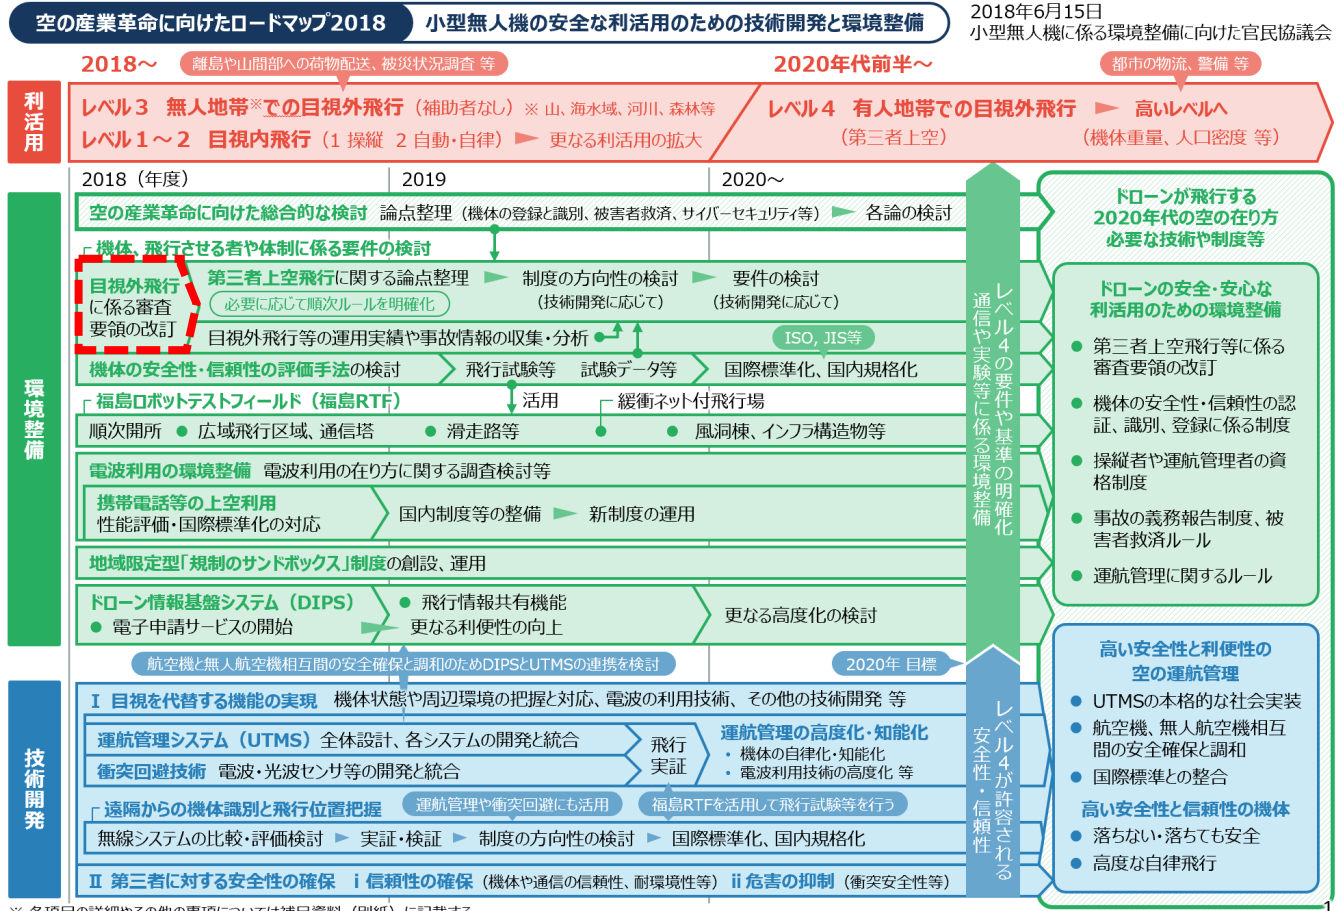 空の産業革命に向けたロードマップ2018
小型無人機の安全な利活用のための技術開発と環境整備
2018年6月15日
小型無人機に係る環境整備に向けた官民協議会
利活用
2018～
離島や山間部への荷物配送、被災状況調査 等
2020年代前半～
都市の物流、警備 等
レベル3 無人地帯※での目視外飛行（補助者なし）※ 山、海水域、河川、森林等
レベル1～2 目視内飛行（1 操縦 2 自動・自律） 更なる利活用の拡大
レベル4 有人地帯での目視外飛行 高いレベルへ
（第三者上空）
（機体重量、人口密度 等）
環境整備
2018（年度）
2019
2020～
空の産業革命に向けた総合的な検討 論点整理（機体の登録と識別、被害者救済、サイバーセキュリティ等） 各論の検討
機体、飛行させる者や体制に係る要件の検討
目視外飛行
に係る審査
要領の改訂
第三者上空飛行に関する論点整理
必要に応じて順次ルールを明確化
制度の方向性の検討
（技術開発に応じて）
要件の検討
（技術開発に応じて）
目視外飛行等の運用実績や事故情報の収集・分析
ISO, JIS等
機体の安全性・信頼性の評価手法の検討
飛行試験等 試験データ等
国際標準化、国内規格化
福島ロボットテストフィールド（福島RTF）
活用
緩衝ネット付飛行場
順次開所 ● 広域飛行区域、通信塔 ● 滑走路等 ● ● 風洞棟、インフラ構造物等
電波利用の環境整備 電波利用の在り方に関する調査検討等
携帯電話等の上空利用
性能評価・国際標準化の対応
国内制度等の整備
新制度の運用
地域限定型「規制のサンドボックス」制度の創設、運用
ドローン情報基盤システム（DIPS）
● 電子申請サービスの開始
● 飛行情報共有機能
更なる利便性の向上
更なる高度化の検討
レベル4の要件や基準の明確化
通信や実験等に係る環境整備
ドローンが飛行する
2020年代の空の在り方
必要な技術や制度等
ドローンの安全・安心な
利活用のための環境整備
● 第三者上空飛行等に係る
審査要領の改訂
● 機体の安全性・信頼性の認
証、識別、登録に係る制度
● 操縦者や運航管理者の資
格制度
● 事故の義務報告制度、被
害者救済ルール
● 運航管理に関するルール
航空機と無人航空機相互間の安全確保と調和のためDIPSとUTMSの連携を検討
2020年 目標
技術開発
Ⅰ 目視を代替する機能の実現 機体状態や周辺環境の把握と対応、電波の利用技術、その他の技術開発 等
運航管理システム（UTMS）全体設計、各システムの開発と統合
衝突回避技術 電波・光波センサ等の開発と統合
飛行
実証
運航管理の高度化・知能化
・ 機体の自律化・知能化
・ 電波利用技術の高度化 等
遠隔からの機体識別と飛行位置把握
運航管理や衝突回避にも活用
福島RTFを活用して飛行試験等を行う
無線システムの比較・評価検討 実証・検証 制度の方向性の検討 国際標準化、国内規格化
Ⅱ 第三者に対する安全性の確保 ⅰ 信頼性の確保（機体や通信の信頼性、耐環境性等）ⅱ 危害の抑制（衝突安全性等）
レベル4が許容される
安全性・信頼性
高い安全性と利便性の
空の運航管理
● UTMSの本格的な社会実装
● 航空機、無人航空機相互
間の安全確保と調和
● 国際標準との整合
高い安全性と信頼性の機体
● 落ちない・落ちても安全
● 高度な自律飛行
※ 各項目の詳細やその他の事項については補足資料（別紙）に記載する
1